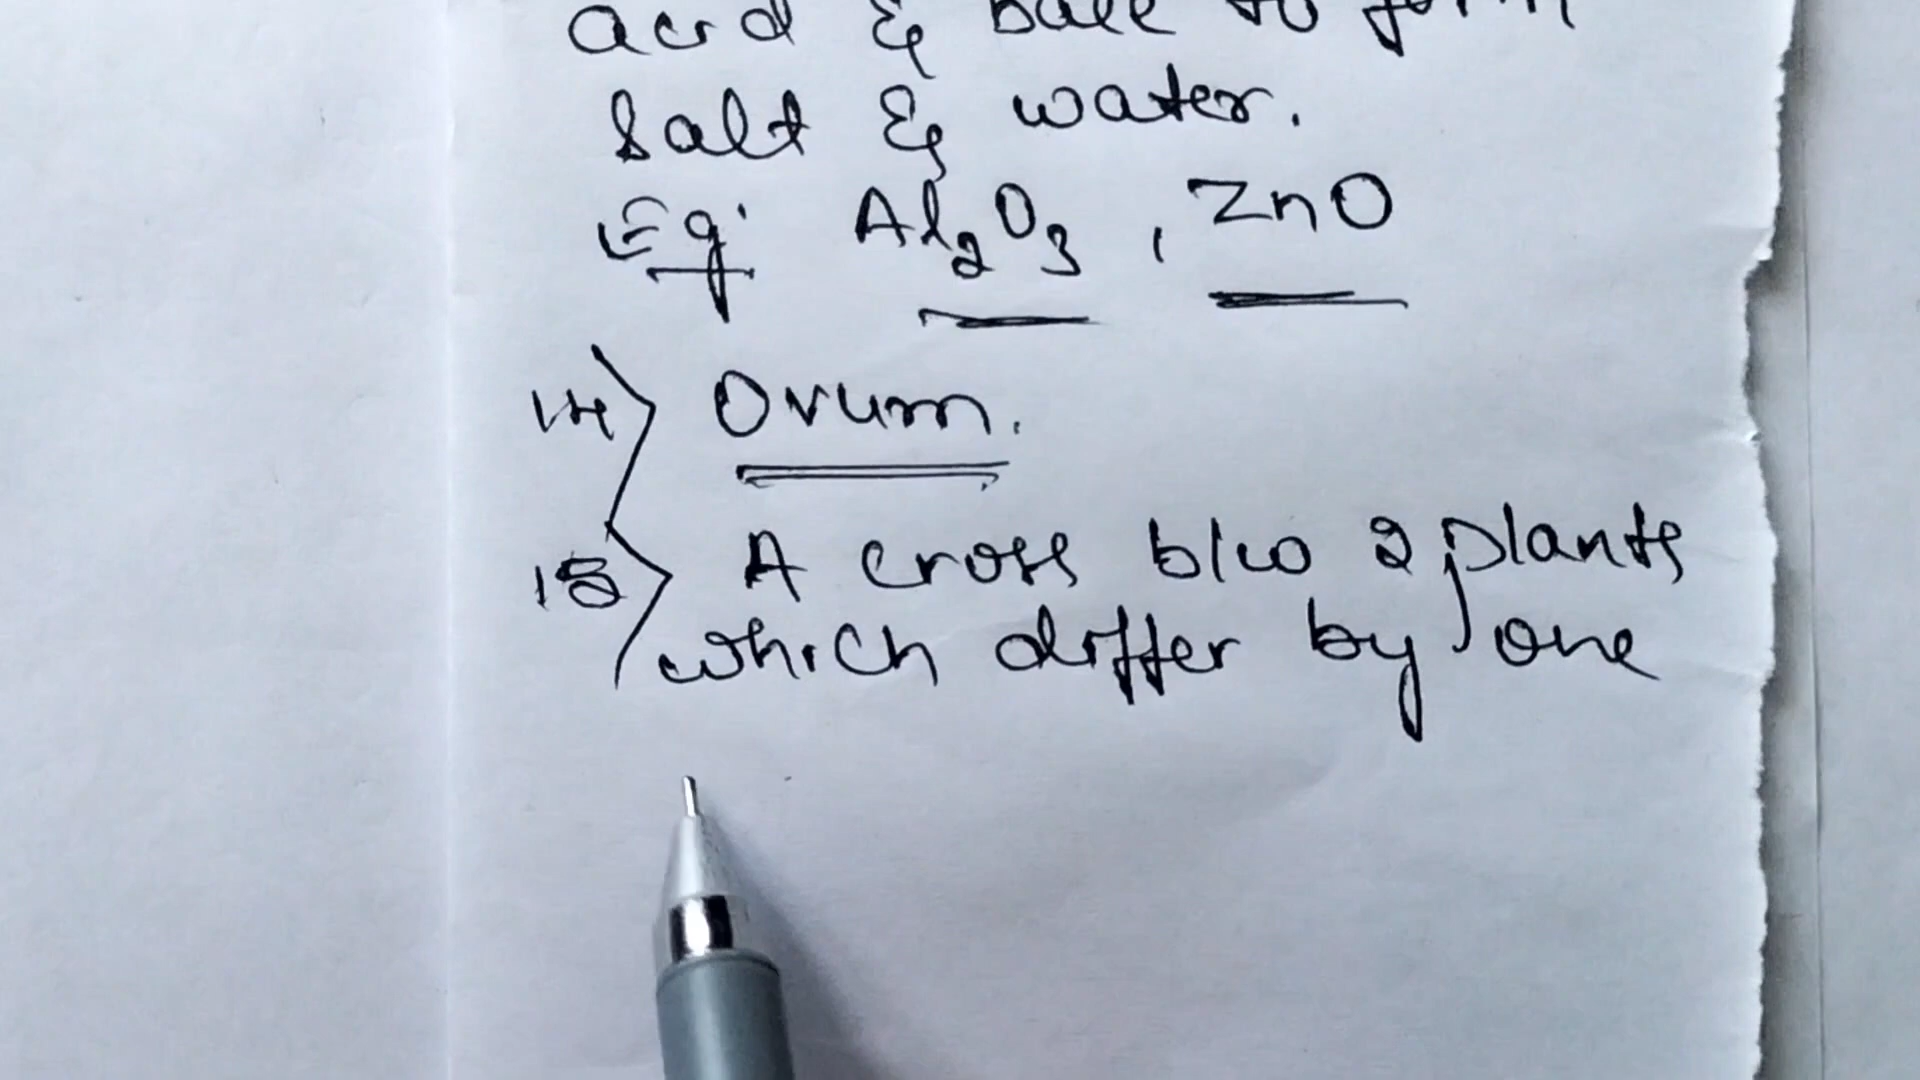 acid & base to form
Salt & water.
Eg: Al₂O₃, ZnO
14> Ovum.
15> A cross b/w 2 plants
which differ by one